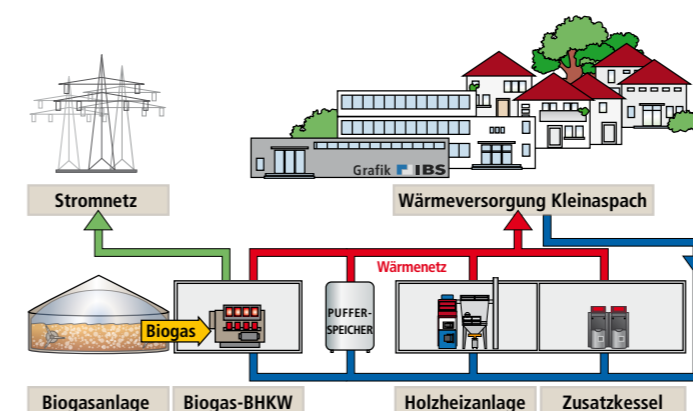 Grafik IBS
Stromnetz
Wärmeversorgung Kleinaspach
Wärmenetz
Biogas
PUFFER-
SPEICHER
Biogasanlage
Biogas-BHKW
Holzheizanlage
Zusatzkessel